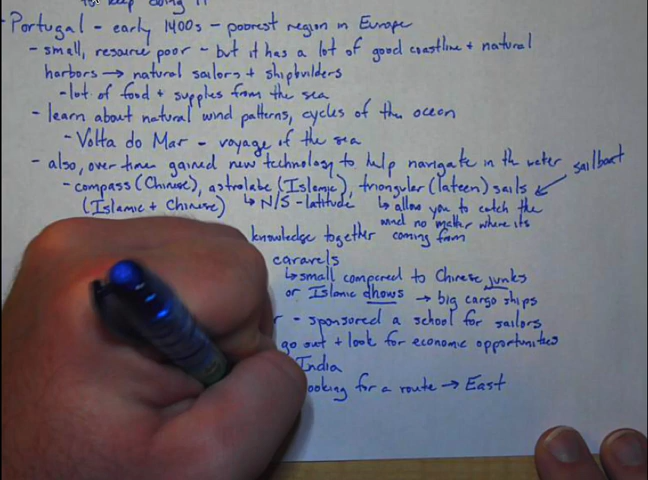 to keep doing it
- Portugal - early 1400s - poorest region in Europe
- small, resource poor - but it has a lot of good coastline + natural
harbors → natural sailors + shipbuilders
- lot of food + supplies from the sea
- learn about natural wind patterns, cycles of the ocean
- Volta do Mar - voyage of the sea
- also, over time gained new technology to help navigate in the water
sailboat
- compass (Chinese), astrolabe (Islamic), triangular (lateen) sails
(Islamic + Chinese) ↳ N/S - latitude ↳ allow you to catch the
wind no matter where its
coming from
knowledge together
caravels
↳ small compared to Chinese junks
or Islamic dhows → big cargo ships
- sponsored a school for sailors
go out + look for economic opportunities
India
looking for a route → East